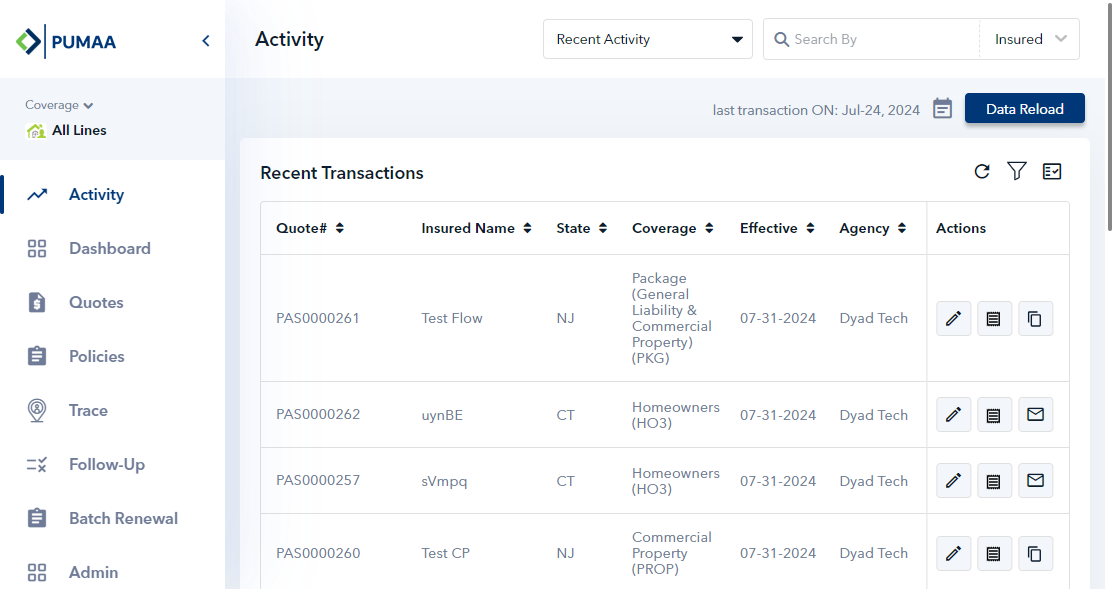 PUMAA
Activity
Recent Activity
Search By
Insured
Coverage
All Lines
last transaction ON: Jul-24, 2024
Data Reload
Activity
Dashboard
Quotes
Policies
Trace
Follow-Up
Batch Renewal
Admin
Recent Transactions
Quote# Insured Name State Coverage Effective Agency Actions
PAS0000261 Test Flow NJ
Package
(General
Liability &
Commercial
Property)
(PKG)
07-31-2024 Dyad Tech
PAS0000262 uynBE CT
Homeowners
(HO3)
07-31-2024 Dyad Tech
PAS0000257 sVmpq CT
Homeowners
(HO3)
07-31-2024 Dyad Tech
PAS0000260 Test CP NJ
Commercial
Property
(PROP)
07-31-2024 Dyad Tech